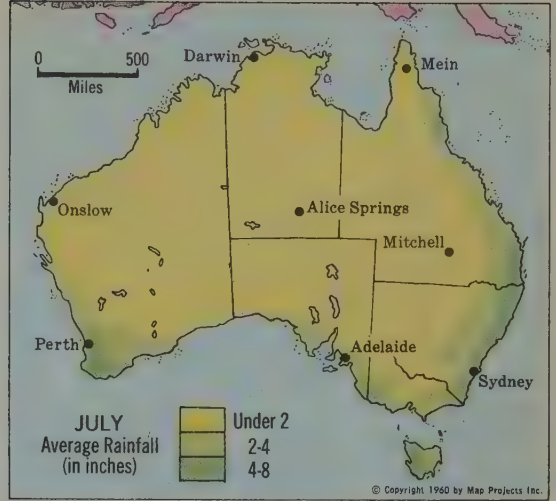 Darwin
Mein
0 500
Miles
Onslow
Alice Springs
Mitchell
Perth
Adelaide
Sydney
JULY
Average Rainfall
(in inches)
Under 2
2-4
4-8
© Copyright 1960 by Map Projects Inc.